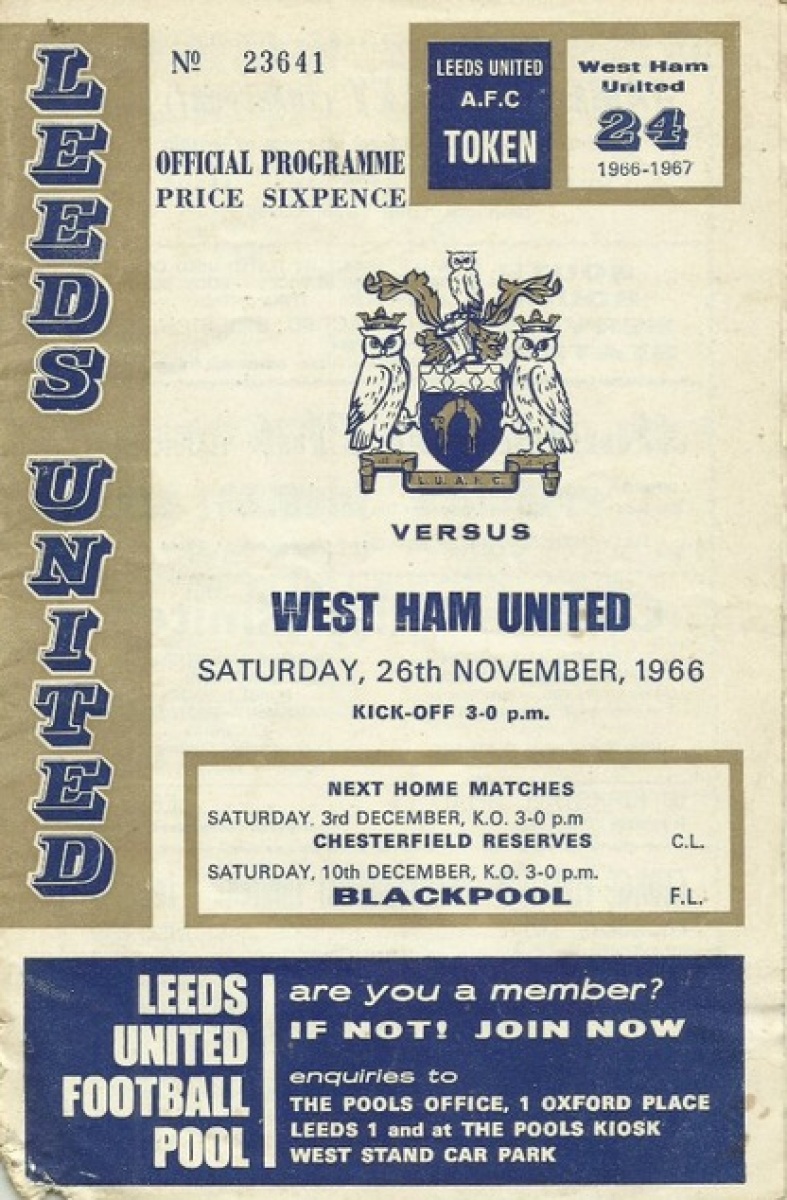 LEEDS UNITED
Nº 23641
OFFICIAL PROGRAMME
PRICE SIXPENCE
LEEDS UNITED
A.F.C
TOKEN
West Ham
United
24
1966-1967
L.U.A.F.C.
VERSUS
WEST HAM UNITED
SATURDAY, 26th NOVEMBER, 1966
KICK-OFF 3-0 p.m.
NEXT HOME MATCHES
SATURDAY, 3rd DECEMBER, K.O. 3-0 p.m
CHESTERFIELD RESERVES C.L.
SATURDAY, 10th DECEMBER, K.O. 3-0 p.m.
BLACKPOOL F.L.
LEEDS
UNITED
FOOTBALL
POOL
are you a member?
IF NOT! JOIN NOW
enquiries to
THE POOLS OFFICE, 1 OXFORD PLACE
LEEDS 1 and at THE POOLS KIOSK
WEST STAND CAR PARK